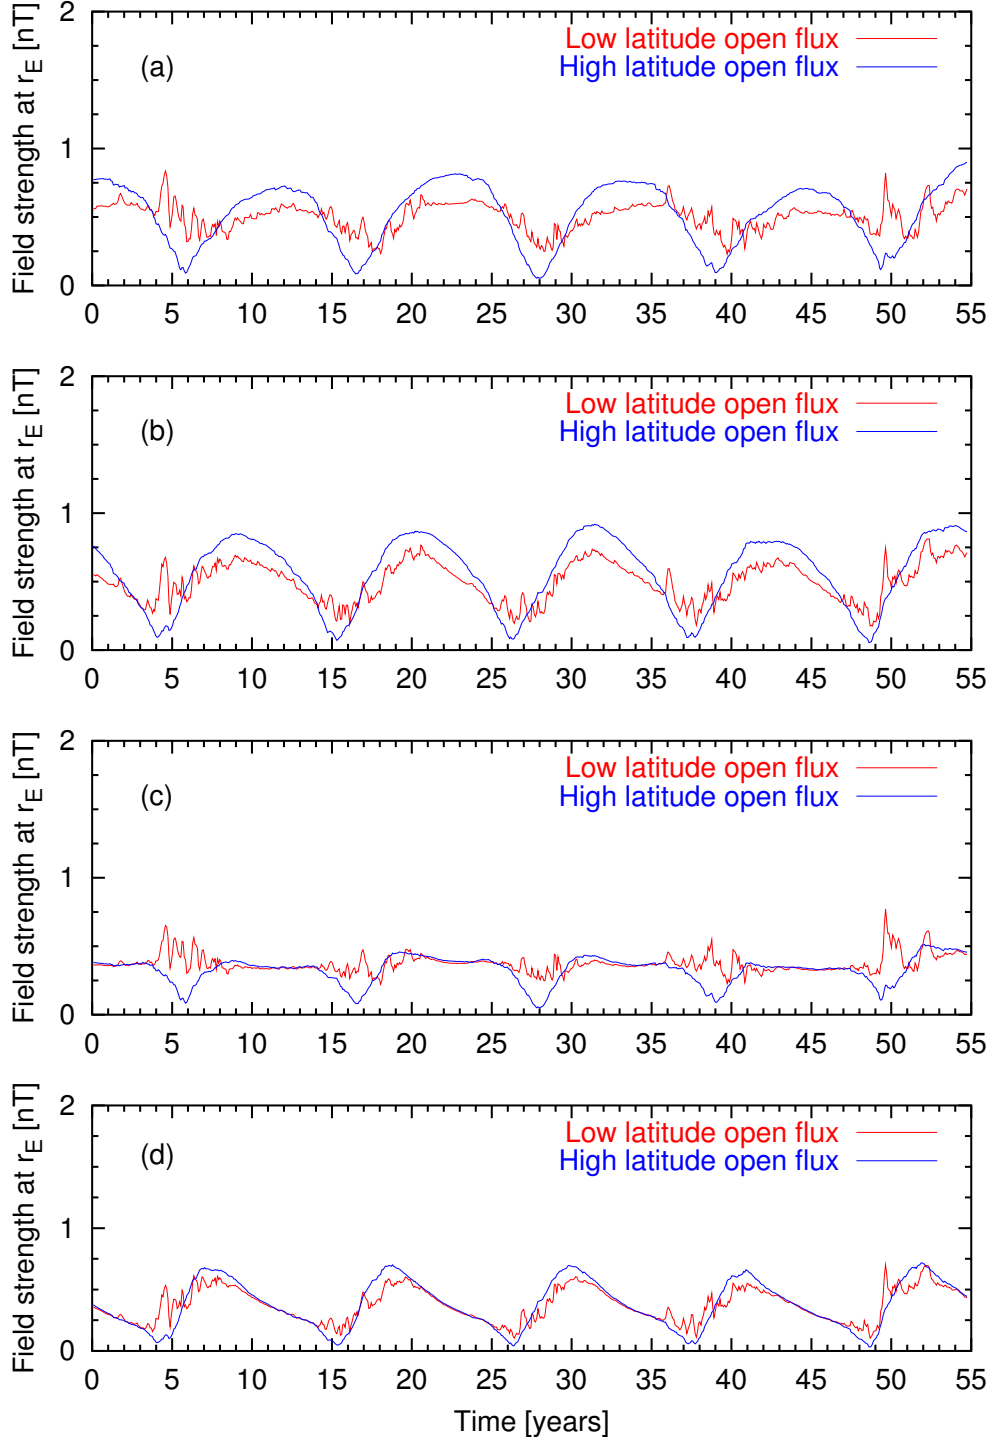 Field strength at r_E [nT]
2
1
0
(a)
Low latitude open flux
High latitude open flux
0 5 10 15 20 25 30 35 40 45 50 55
Field strength at r_E [nT]
2
1
0
(b)
Low latitude open flux
High latitude open flux
0 5 10 15 20 25 30 35 40 45 50 55
Field strength at r_E [nT]
2
1
0
(c)
Low latitude open flux
High latitude open flux
0 5 10 15 20 25 30 35 40 45 50 55
Field strength at r_E [nT]
2
1
0
(d)
Low latitude open flux
High latitude open flux
0 5 10 15 20 25 30 35 40 45 50 55
Time [years]